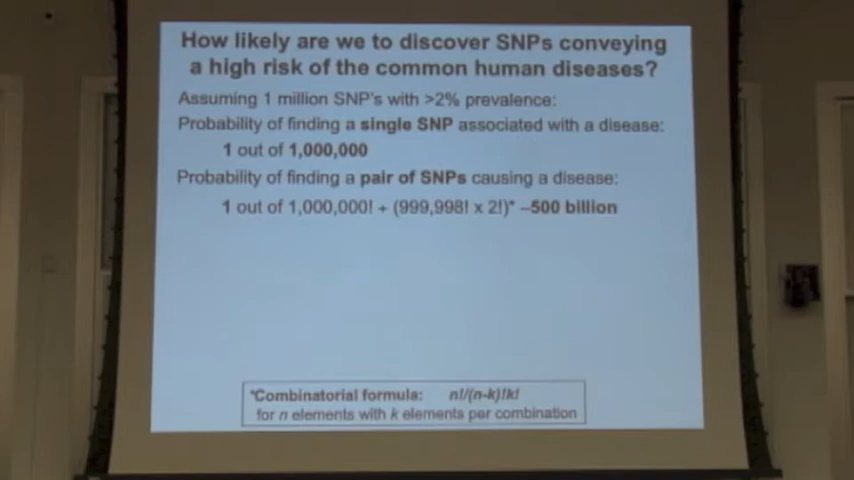 How likely are we to discover SNPs conveying
a high risk of the common human diseases?
Assuming 1 million SNP's with >2% prevalence:
Probability of finding a single SNP associated with a disease:
1 out of 1,000,000
Probability of finding a pair of SNPs causing a disease:
1 out of 1,000,000! ÷ (999,998! x 2!)* ~500 billion
*Combinatorial formula: n!/(n-k)!k!
for n elements with k elements per combination